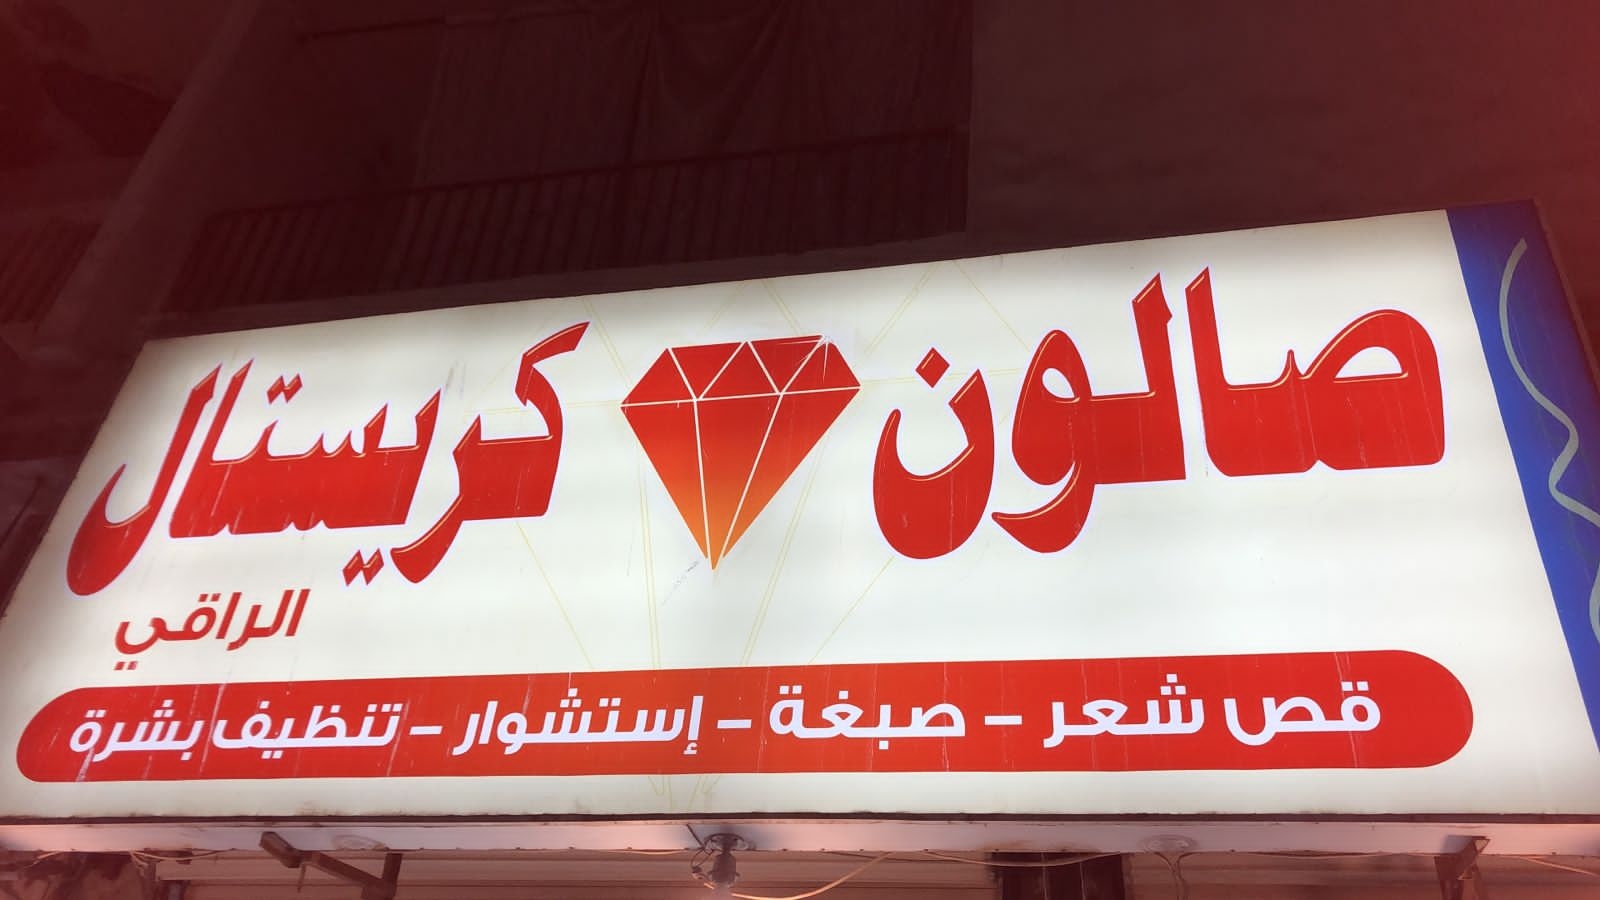 صالون كريستال
الراقي
قص شعر - صبغة - إستشوار - تنظيف بشرة